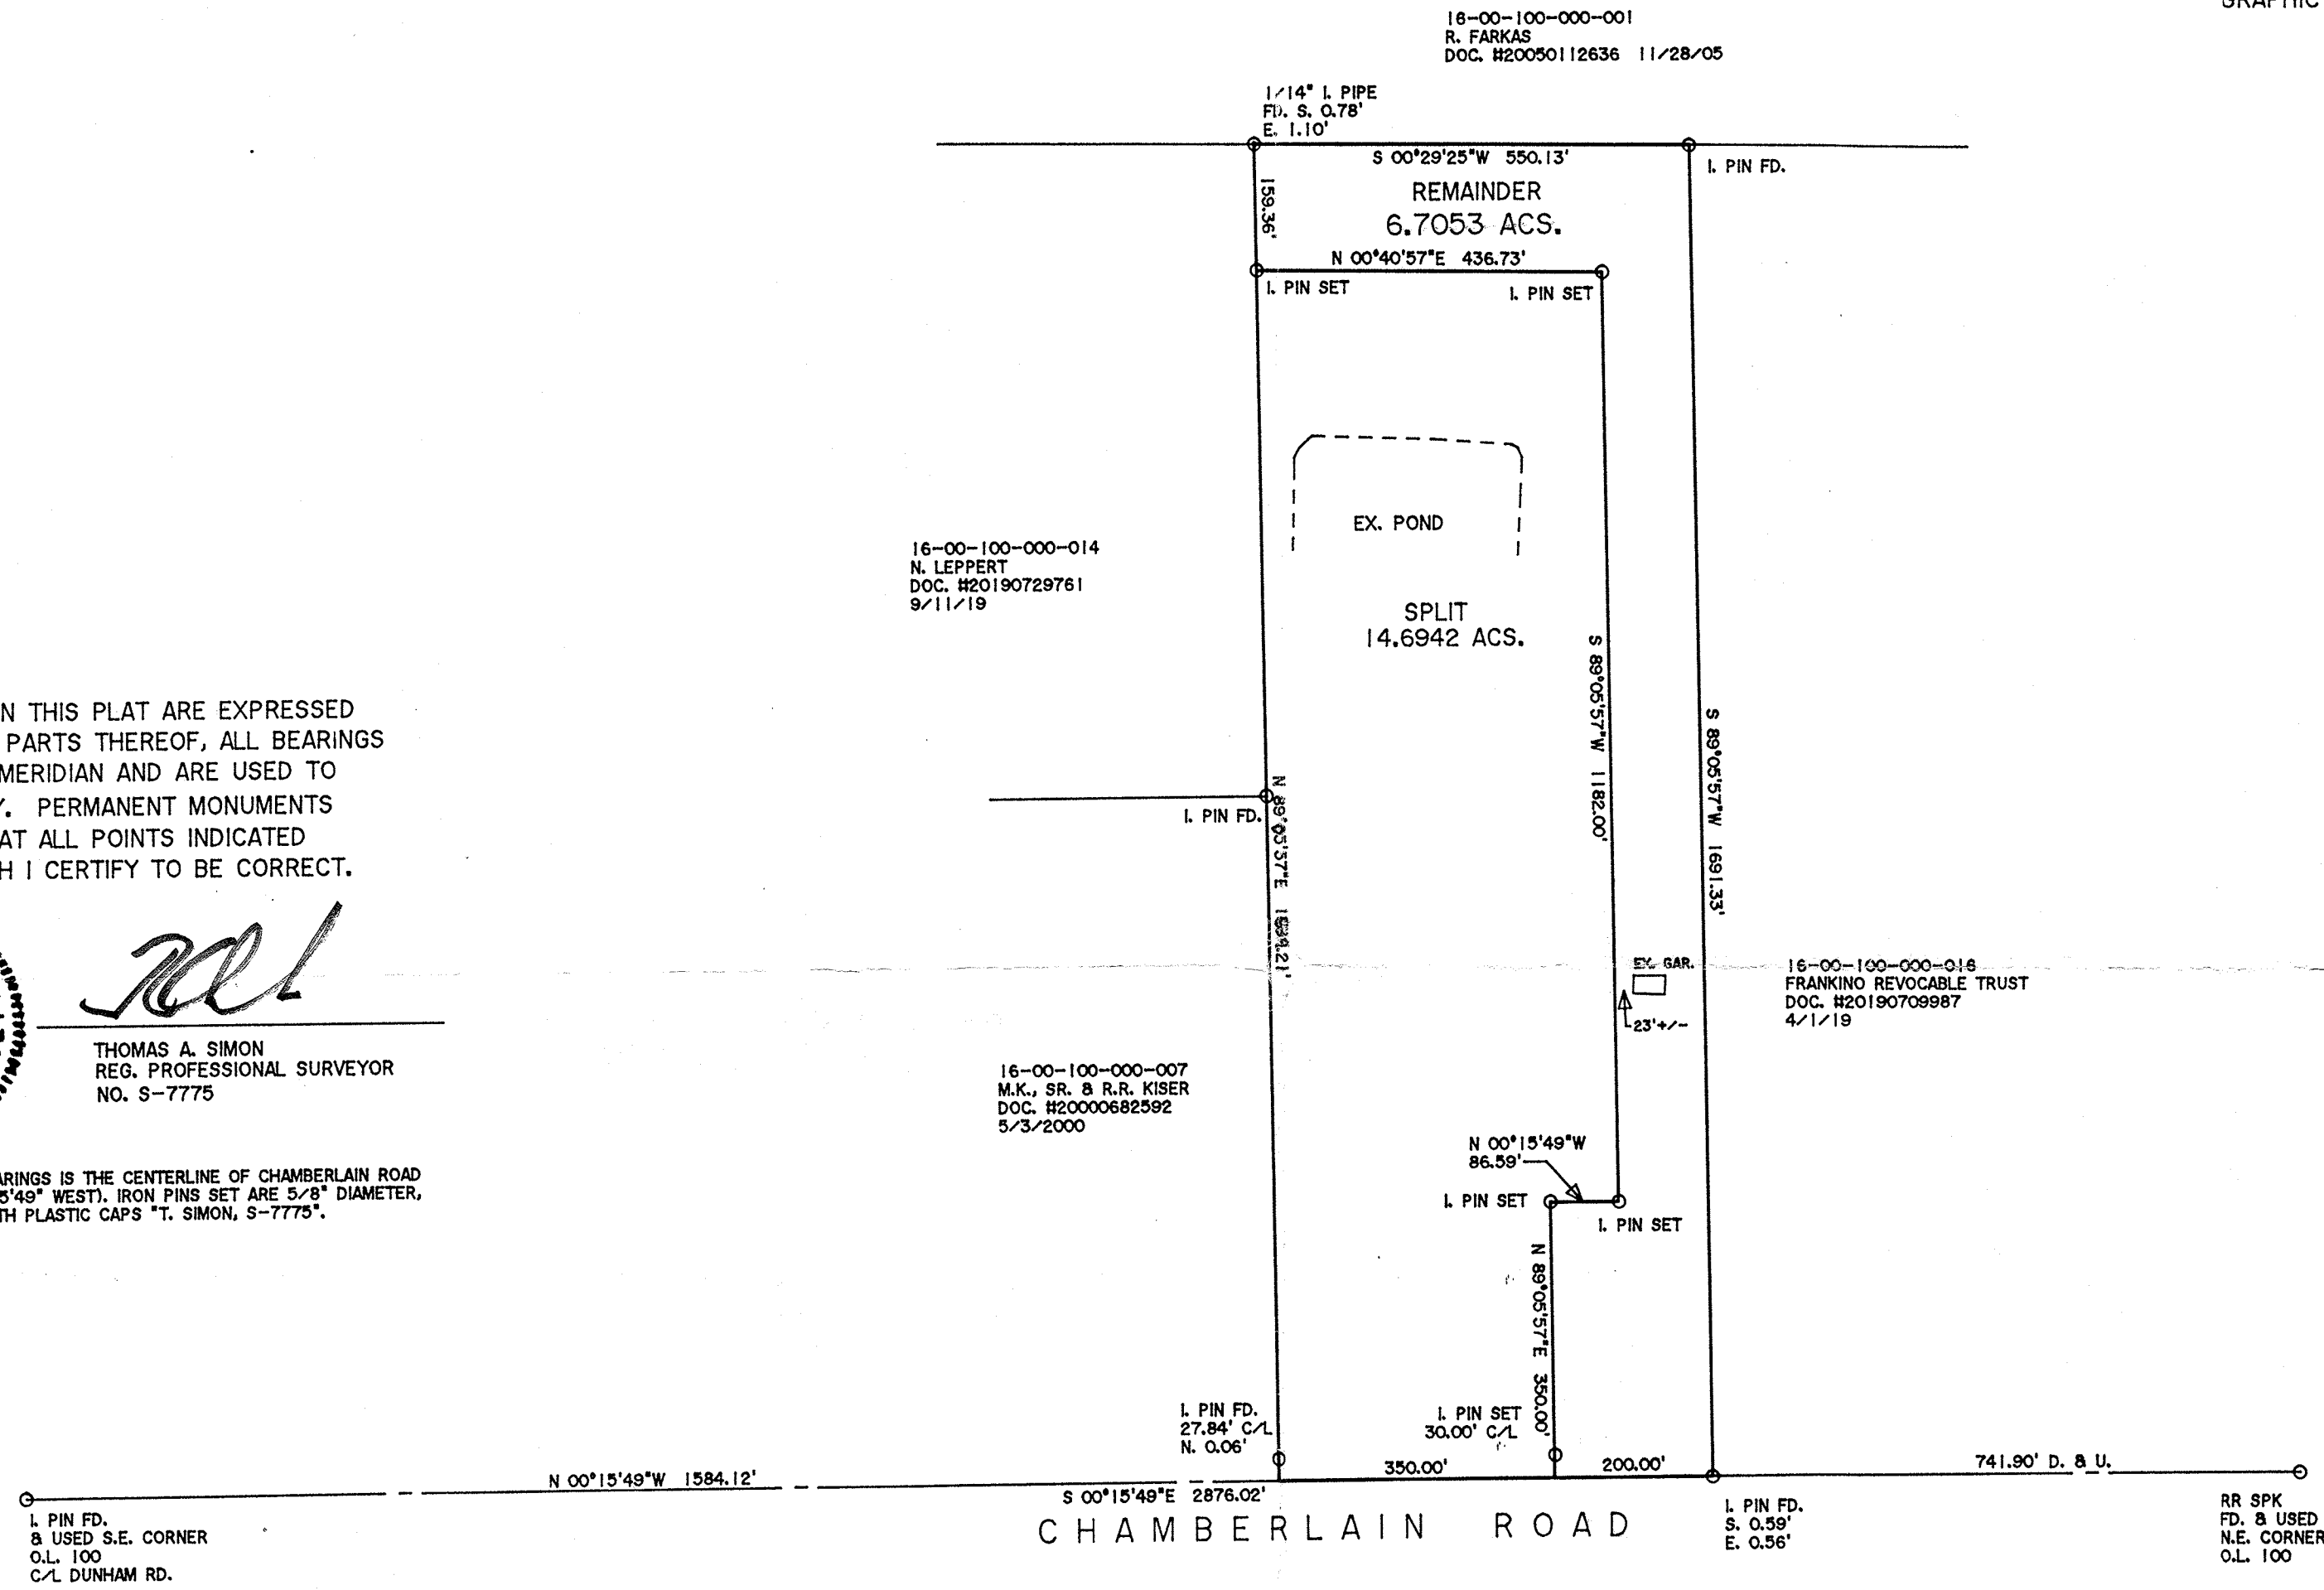 GRAPHIC
16-00-100-000-001
R. FARKAS
DOC. #20050112636 11/28/05
1/14" I. PIPE
FD. S. 0.78'
E. 1.10'
S 00°29'25"W 550.13'
I. PIN FD.
159.36'
REMAINDER
6.7053 ACS.
N 00°40'57"E 436.73'
I. PIN SET
I. PIN SET
EX. POND
16-00-100-000-014
N. LEPPERT
DOC. #20190729761
9/11/19
SPLIT
14.6942 ACS.
S 89°05'57"W 1182.00'
S 89°05'57"W 1691.33'
N THIS PLAT ARE EXPRESSED
PARTS THEREOF, ALL BEARINGS
MERIDIAN AND ARE USED TO
Y. PERMANENT MONUMENTS
AT ALL POINTS INDICATED
H I CERTIFY TO BE CORRECT.
I. PIN FD.
N 89°05'57"E
EX. GAR.
23'+/-
16-00-100-000-016
FRANKINO REVOCABLE TRUST
DOC. #20190709987
4/1/19
THOMAS A. SIMON
REG. PROFESSIONAL SURVEYOR
NO. S-7775
16-00-100-000-007
M.K., SR. & R.R. KISER
DOC. #20000682592
5/3/2000
ARINGS IS THE CENTERLINE OF CHAMBERLAIN ROAD
5'49" WEST). IRON PINS SET ARE 5/8" DIAMETER,
TH PLASTIC CAPS "T. SIMON, S-7775".
N 00°15'49"W
86.59'
I. PIN SET
I. PIN SET
N 89°05'57"E 350.00'
I. PIN FD.
27.84' C/L
N. 0.06'
I. PIN SET
30.00' C/L
N 00°15'49"W 1584.12'
350.00'
200.00'
741.90' D. & U.
S 00°15'49"E 2876.02'
CHAMBERLAIN ROAD
I. PIN FD.
& USED S.E. CORNER
O.L. 100
C/L DUNHAM RD.
I. PIN FD.
S. 0.59'
E. 0.56'
RR SPK
FD. & USED
N.E. CORNER
O.L. 100